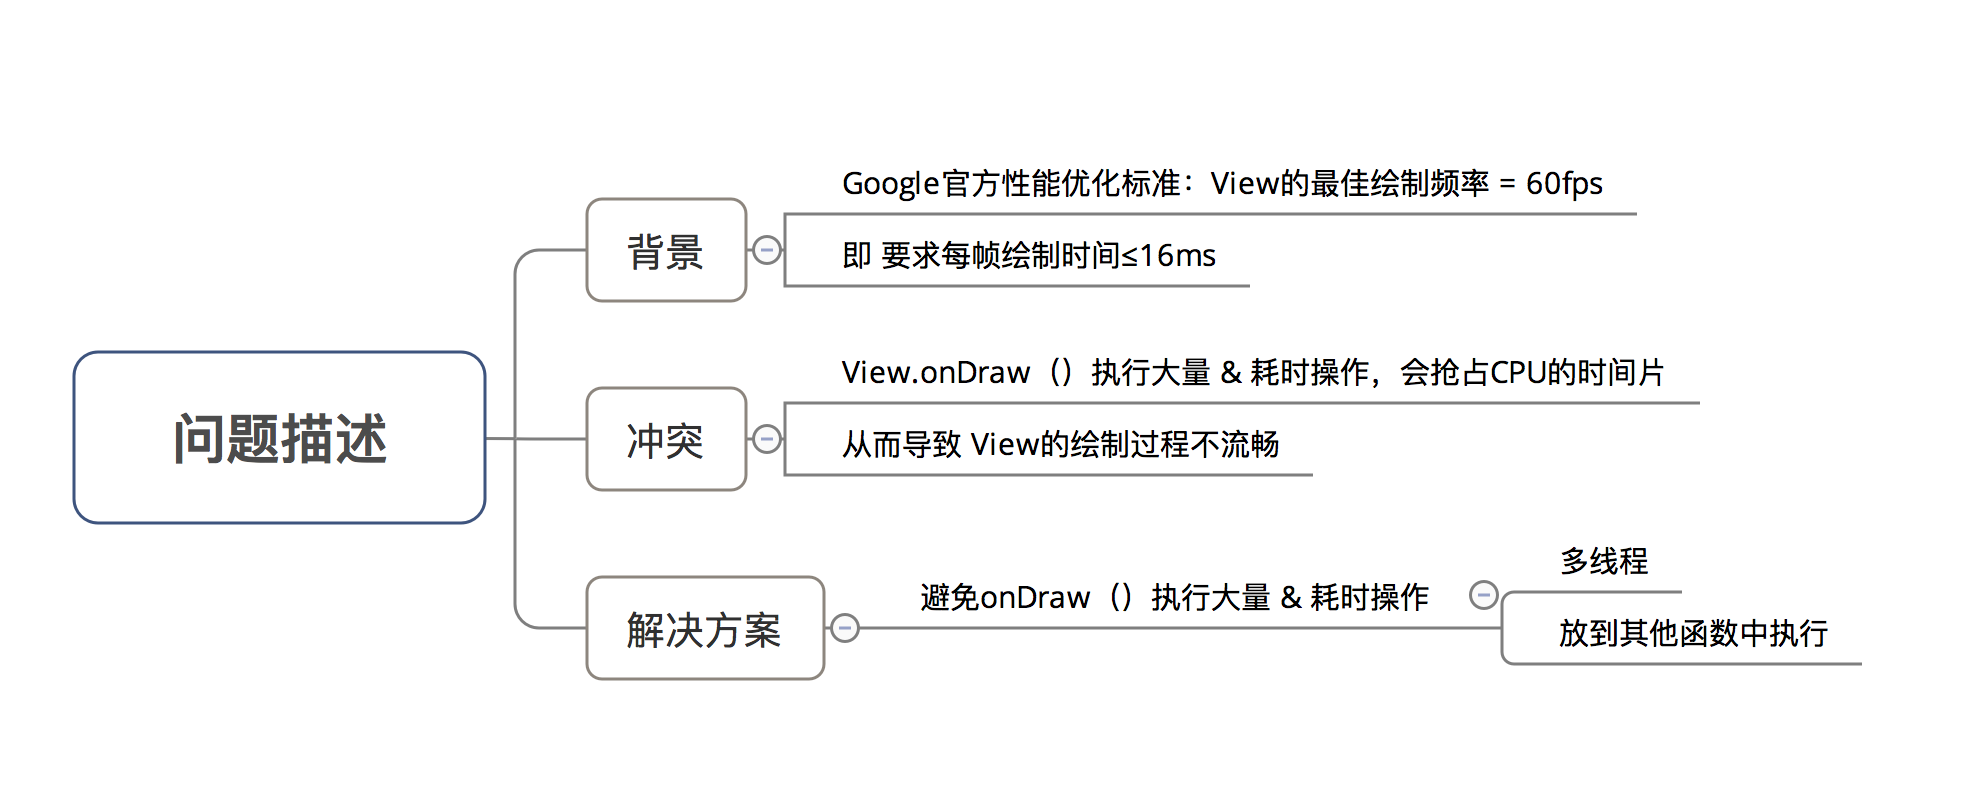 问题描述
背景
Google官方性能优化标准：View的最佳绘制频率 = 60fps
即 要求每帧绘制时间≤16ms
冲突
View.onDraw（）执行大量 & 耗时操作，会抢占CPU的时间片
从而导致 View的绘制过程不流畅
解决方案
避免onDraw（）执行大量 & 耗时操作
多线程
放到其他函数中执行